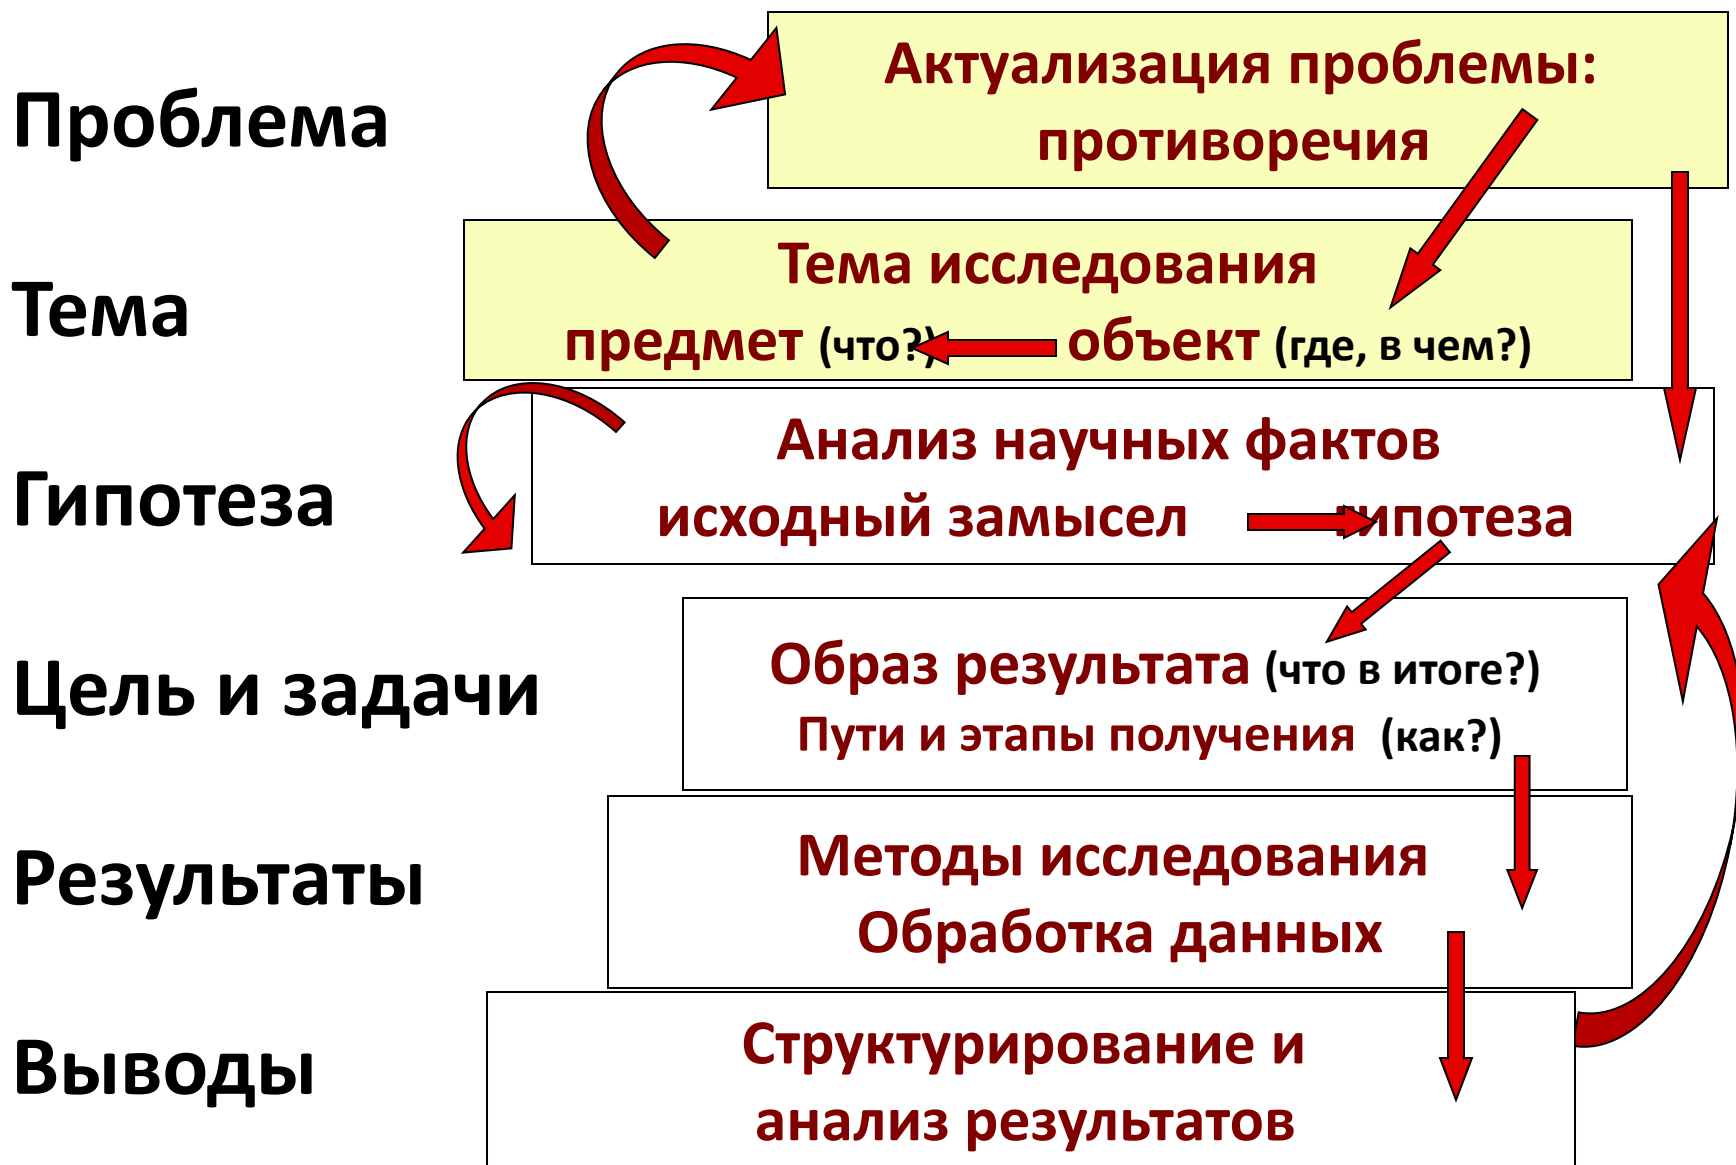 Проблема
Актуализация проблемы:
противоречия
Тема
Тема исследования
предмет (что?) объект (где, в чем?)
Гипотеза
Анализ научных фактов
исходный замысел гипотеза
Цель и задачи
Образ результата (что в итоге?)
Пути и этапы получения (как?)
Результаты
Методы исследования
Обработка данных
Выводы
Структурирование и
анализ результатов